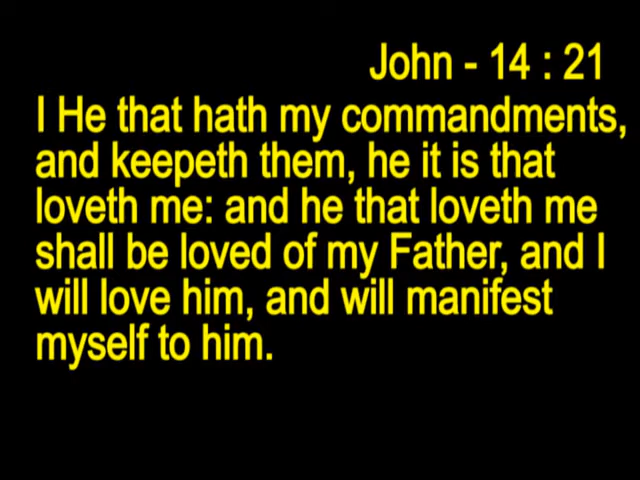 John - 14 : 21
I He that hath my commandments,
and keepeth them, he it is that
loveth me: and he that loveth me
shall be loved of my Father, and I
will love him, and will manifest
myself to him.